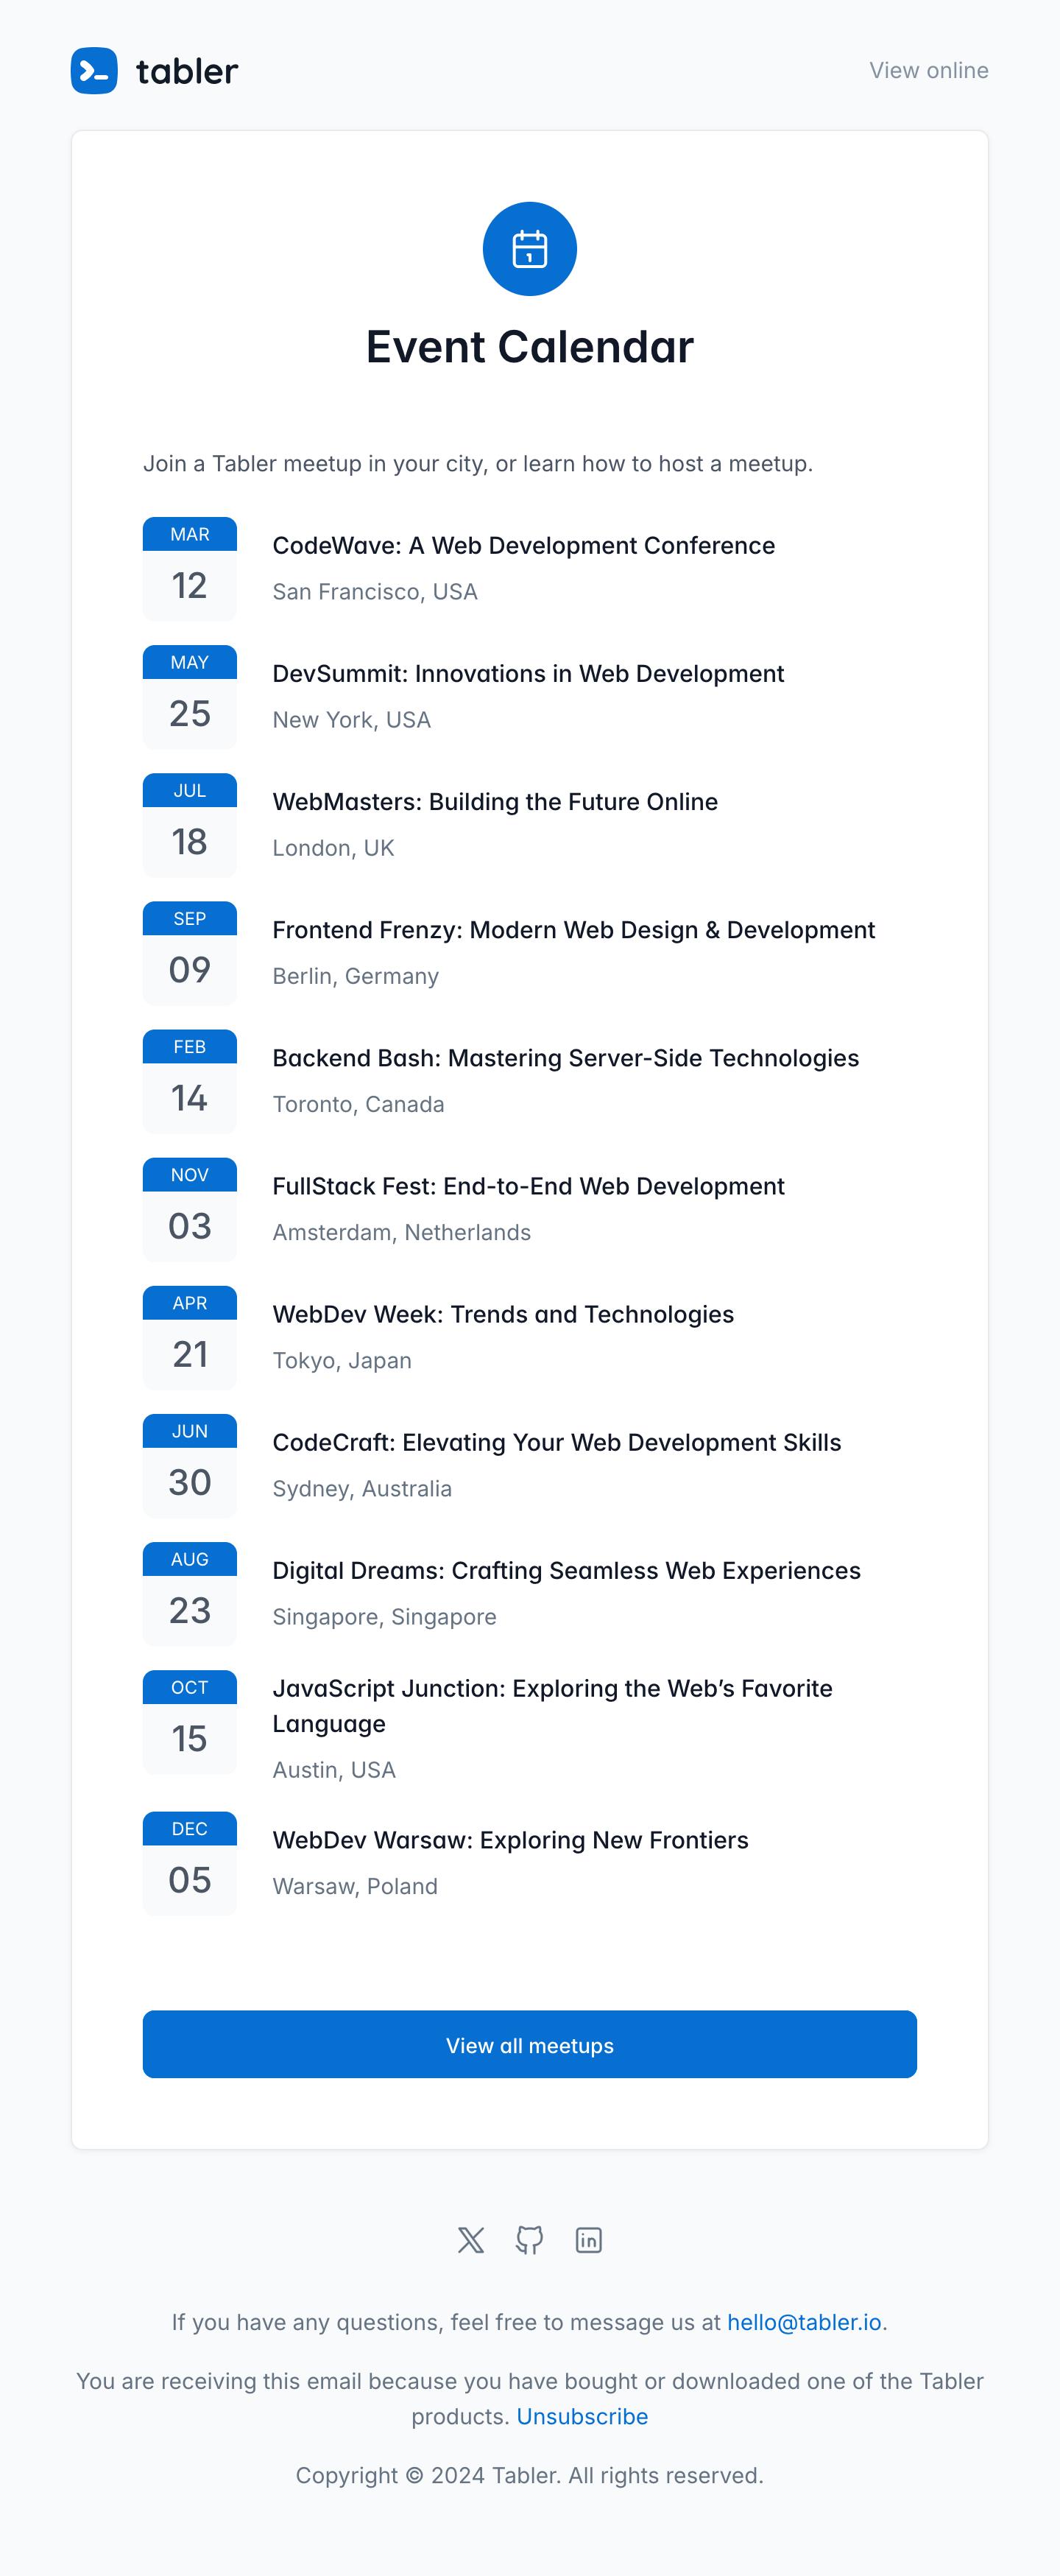 tabler
View online
Event Calendar
Join a Tabler meetup in your city, or learn how to host a meetup.
MAR
12
CodeWave: A Web Development Conference
San Francisco, USA
MAY
25
DevSummit: Innovations in Web Development
New York, USA
JUL
18
WebMasters: Building the Future Online
London, UK
SEP
09
Frontend Frenzy: Modern Web Design & Development
Berlin, Germany
FEB
14
Backend Bash: Mastering Server-Side Technologies
Toronto, Canada
NOV
03
FullStack Fest: End-to-End Web Development
Amsterdam, Netherlands
APR
21
WebDev Week: Trends and Technologies
Tokyo, Japan
JUN
30
CodeCraft: Elevating Your Web Development Skills
Sydney, Australia
AUG
23
Digital Dreams: Crafting Seamless Web Experiences
Singapore, Singapore
OCT
15
JavaScript Junction: Exploring the Web’s Favorite
Language
Austin, USA
DEC
05
WebDev Warsaw: Exploring New Frontiers
Warsaw, Poland
View all meetups
If you have any questions, feel free to message us at hello@tabler.io.
You are receiving this email because you have bought or downloaded one of the Tabler
products. Unsubscribe
Copyright © 2024 Tabler. All rights reserved.